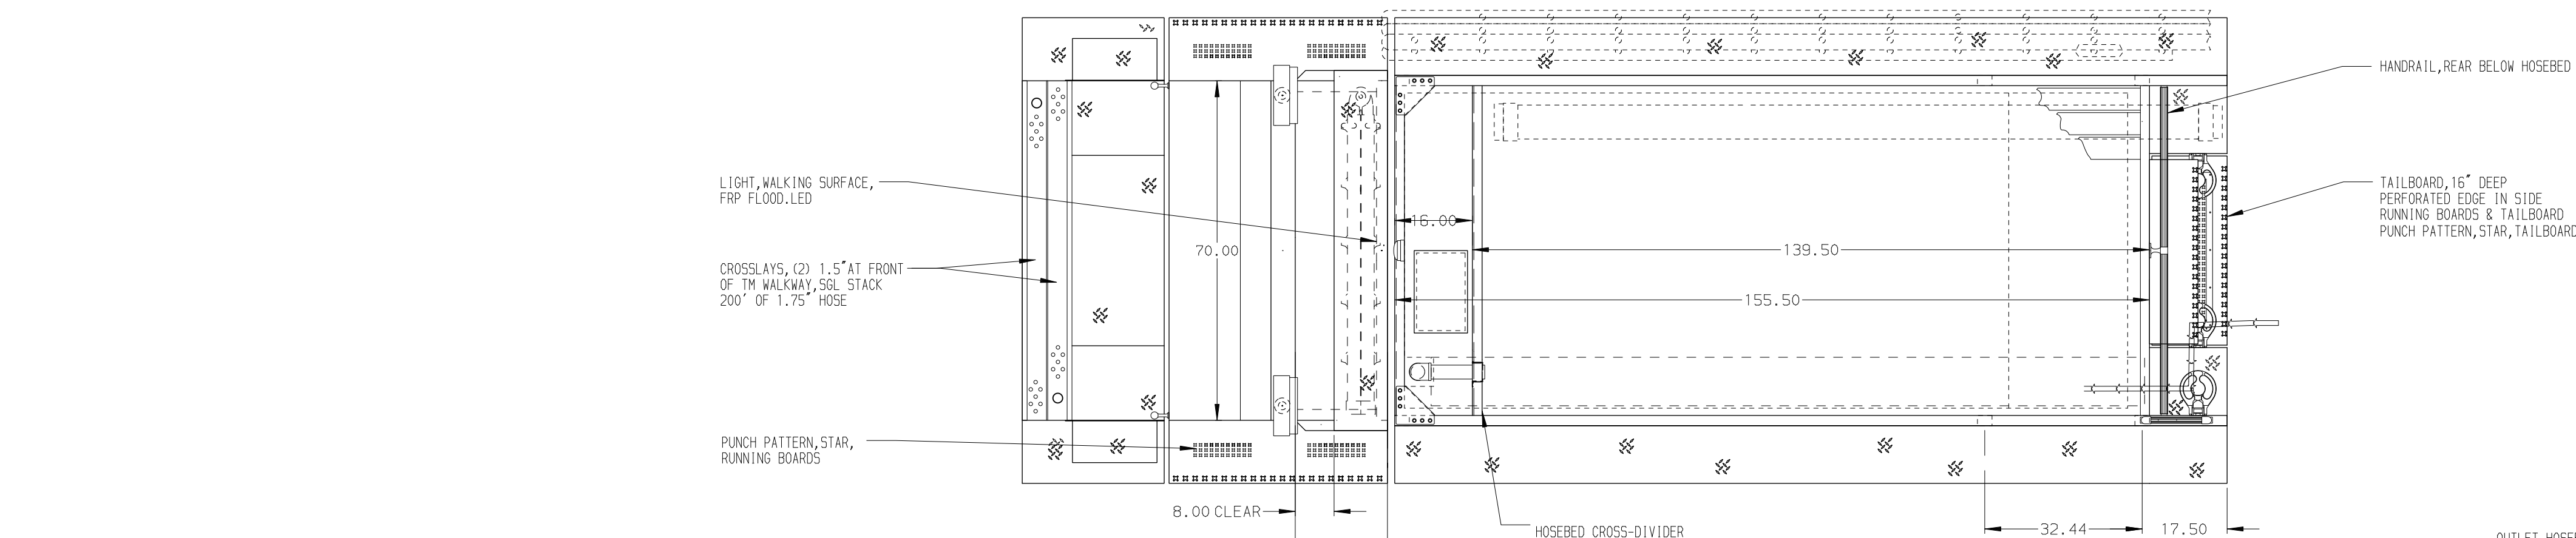 HANDRAIL,REAR BELOW HOSEBED
LIGHT,WALKING SURFACE,
FRP FLOOD.LED
TAILBOARD,16" DEEP
PERFORATED EDGE IN SIDE
RUNNING BOARDS & TAILBOARD
PUNCH PATTERN,STAR,TAILBOARD
16.00
70.00
139.50
CROSSLAYS,(2) 1.5"AT FRONT
OF TM WALKWAY,SGL STACK
200' OF 1.75" HOSE
155.50
PUNCH PATTERN,STAR,
RUNNING BOARDS
8.00 CLEAR
HOSEBED CROSS-DIVIDER
32.44
17.50